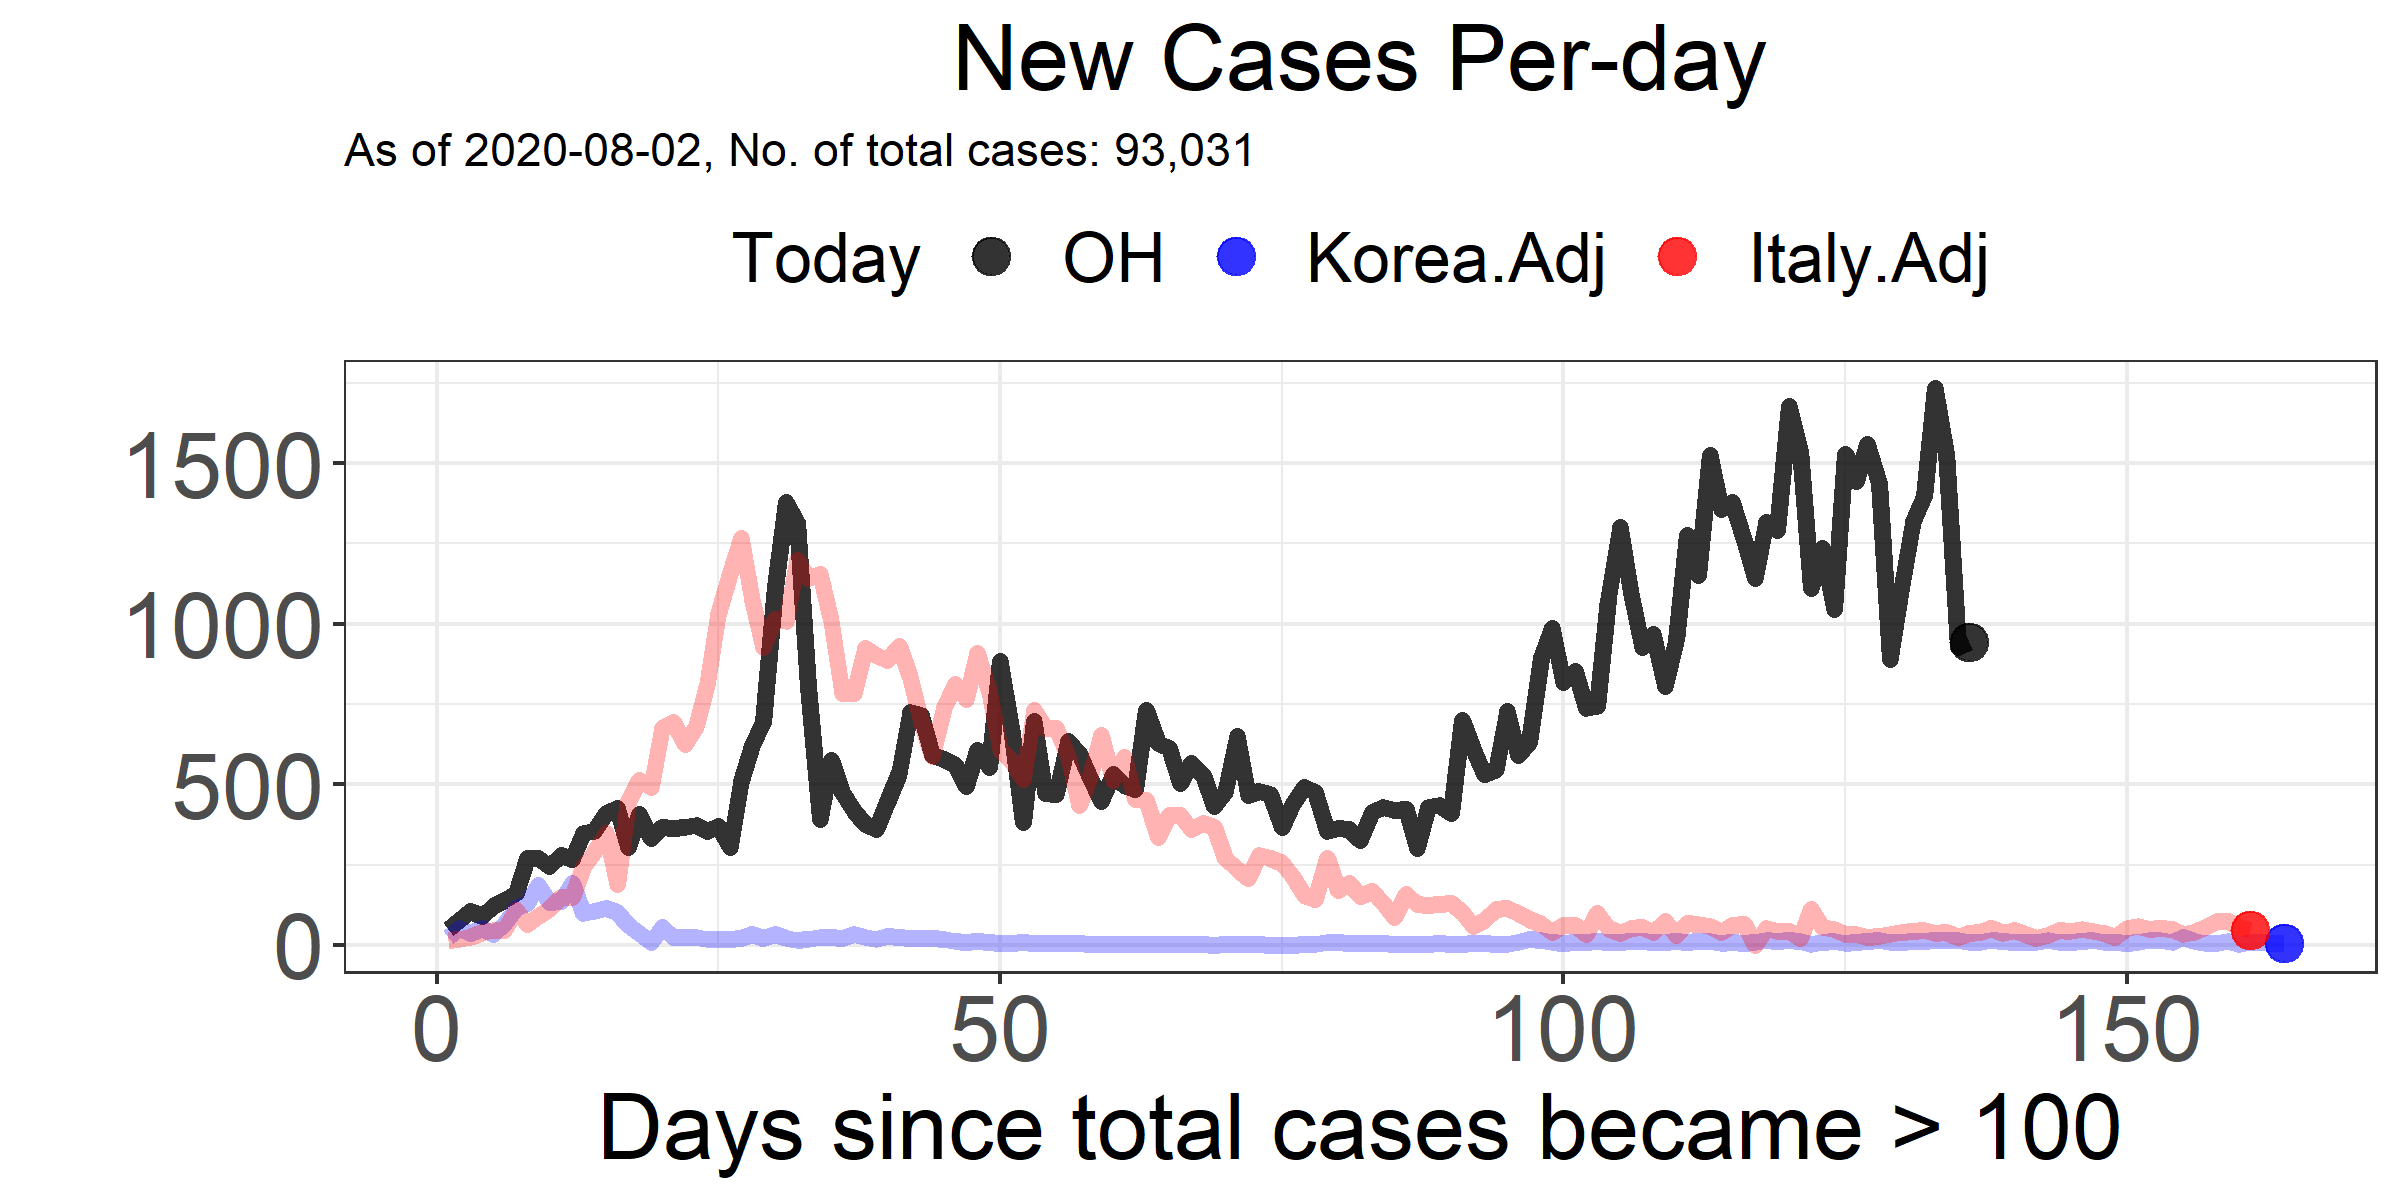 New Cases Per-day
As of 2020-08-02, No. of total cases: 93,031
Today OH Korea.Adj Italy.Adj
1500
1000
500
0
0 50 100 150
Days since total cases became > 100